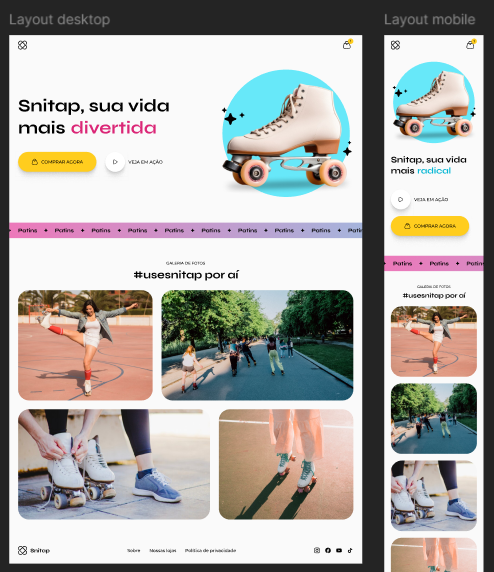 Layout desktop
Snitap, sua vida
mais divertida
COMPRAR AGORA
VEJA EM AÇÃO
Patins Patins Patins Patins Patins Patins Patins Patins Patins
GALERIA DE FOTOS
#usesnitap por aí
Snitap
Sobre Nossas lojas Política de privacidade
Layout mobile
Snitap, sua vida
mais radical
VEJA EM AÇÃO
COMPRAR AGORA
Patins Patins Patins
GALERIA DE FOTOS
#usesnitap por aí